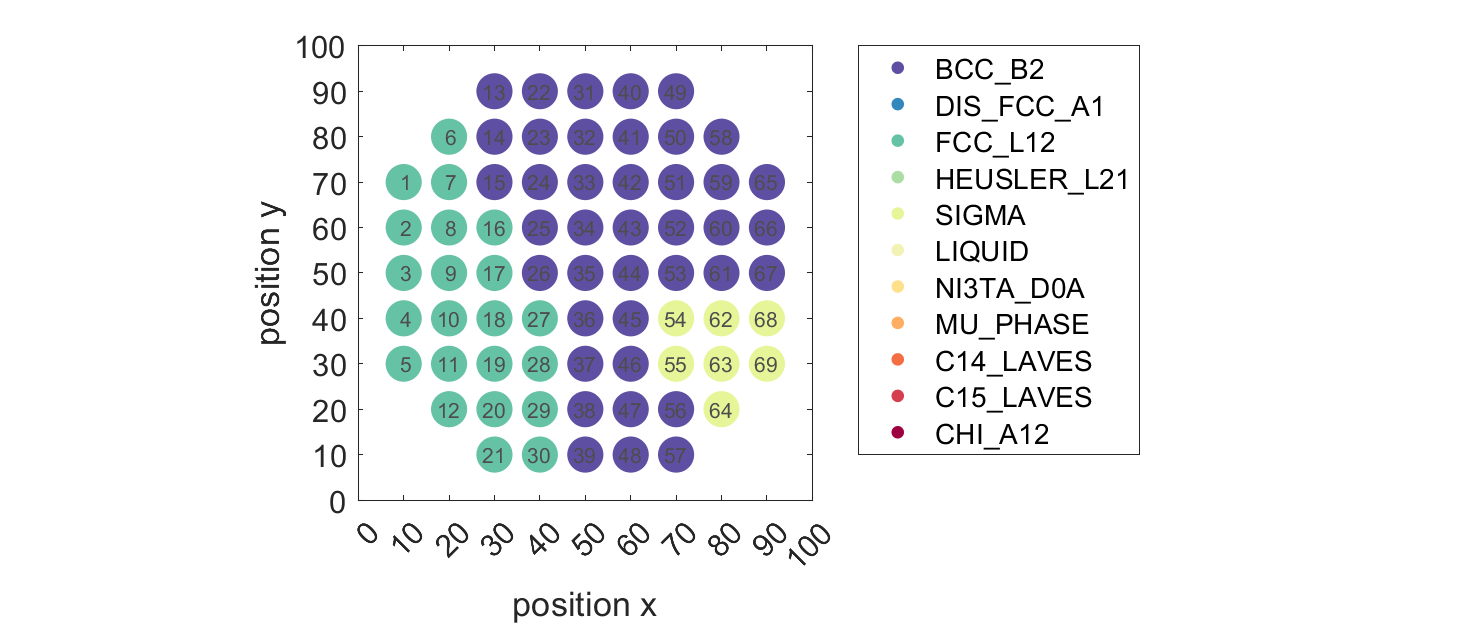 100
90
80
70
60
50
40
30
20
10
0
position y
13 22 31 40 49
6 14 23 32 41 50 58
1 7 15 24 33 42 51 59 65
2 8 16 25 34 43 52 60 66
3 9 17 26 35 44 53 61 67
4 10 18 27 36 45 54 62 68
5 11 19 28 37 46 55 63 69
12 20 29 38 47 56 64
21 30 39 48 57
0 10 20 30 40 50 60 70 80 90 100
position x
BCC_B2
DIS_FCC_A1
FCC_L12
HEUSLER_L21
SIGMA
LIQUID
NI3TA_D0A
MU_PHASE
C14_LAVES
C15_LAVES
CHI_A12